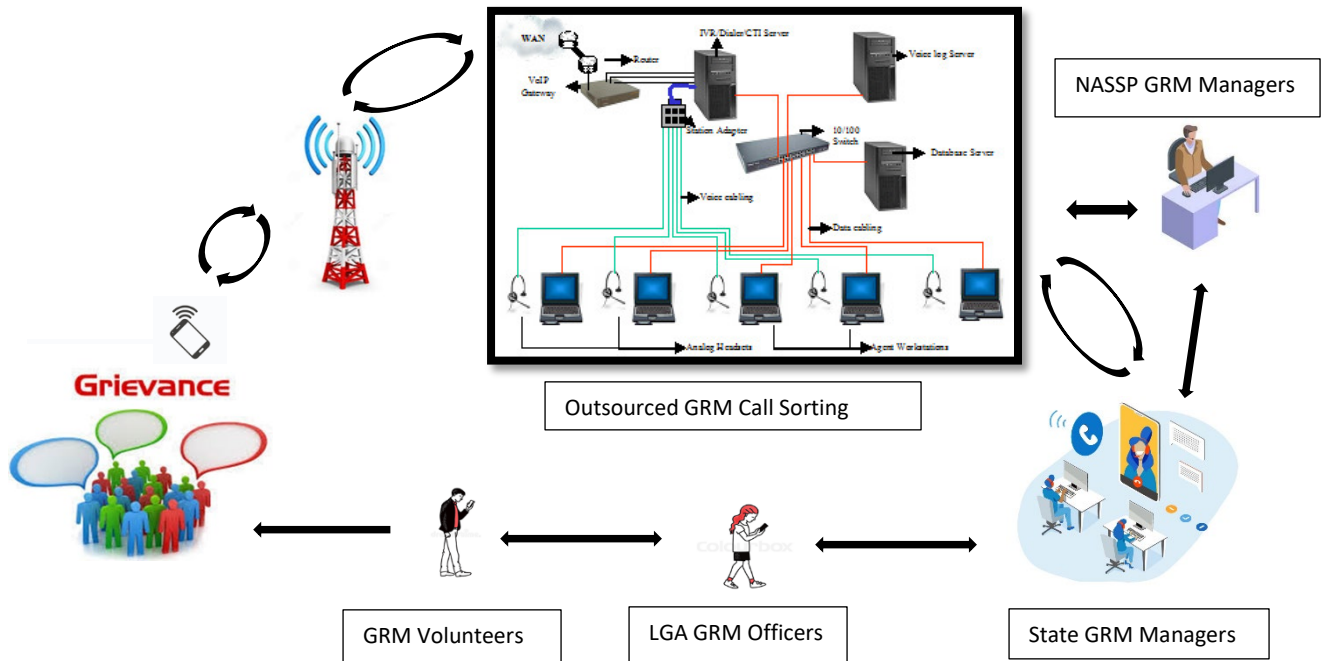 WAN
IVR/Dialer/CTI Server
Router
VoIP
Gateway
Voice log Server
Station Adapter
10/100
Switch
Database Server
Voice cabling
Data cabling
Analog Headsets
Agent Workstations
NASSP GRM Managers
Outsourced GRM Call Sorting
Grievance
GRM Volunteers
LGA GRM Officers
State GRM Managers